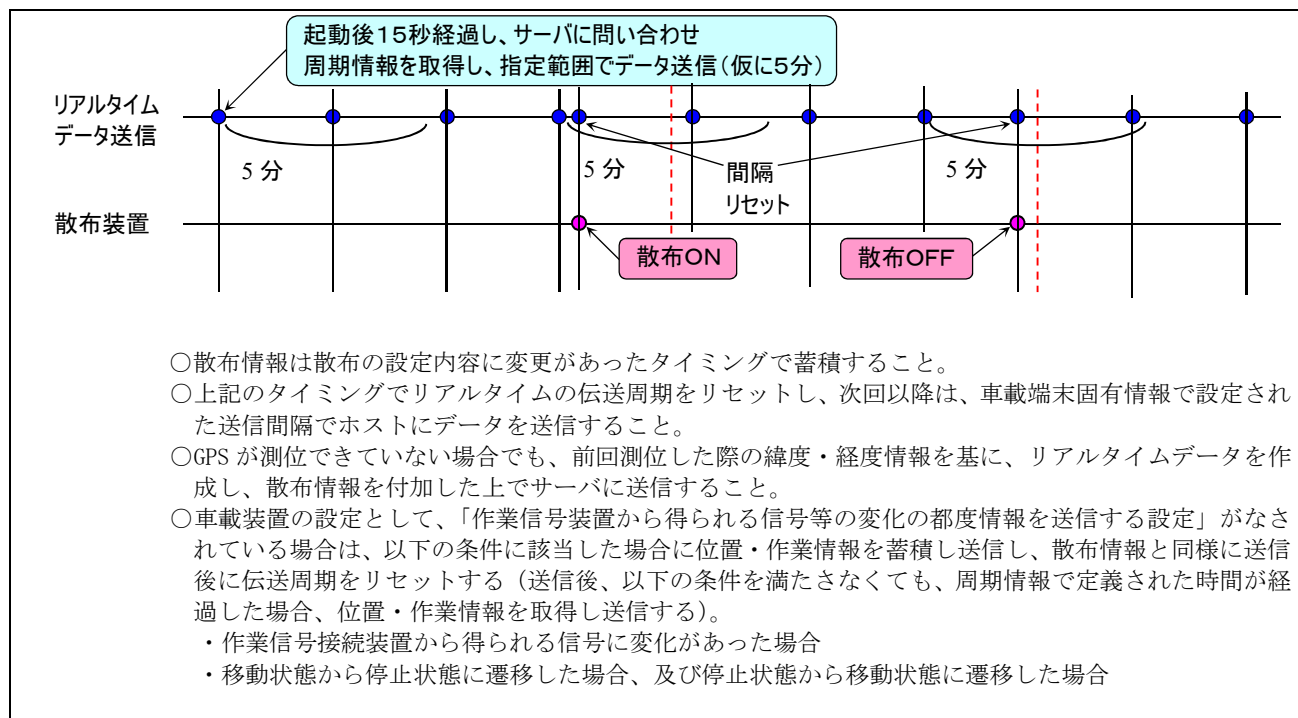 起動後15秒経過し、サーバに問い合わせ
周期情報を取得し、指定範囲でデータ送信(仮に5分)
リアルタイム
データ送信
5 分
5 分
間隔
リセット
5 分
散布装置
散布ON
散布OFF
〇散布情報は散布の設定内容に変更があったタイミングで蓄積すること。
〇上記のタイミングでリアルタイムの伝送周期をリセットし、次回以降は、車載端末固有情報で設定され
た送信間隔でホストにデータを送信すること。
〇GPS が測位できていない場合でも、前回測位した際の緯度・経度情報を基に、リアルタイムデータを作
成し、散布情報を付加した上でサーバに送信すること。
〇車載装置の設定として、「作業信号装置から得られる信号等の変化の都度情報を送信する設定」がなさ
れている場合は、以下の条件に該当した場合に位置・作業情報を蓄積し送信し、散布情報と同様に送信
後に伝送周期をリセットする（送信後、以下の条件を満たさなくても、周期情報で定義された時間が経
過した場合、位置・作業情報を取得し送信する）。
・作業信号接続装置から得られる信号に変化があった場合
・移動状態から停止状態に遷移した場合、及び停止状態から移動状態に遷移した場合